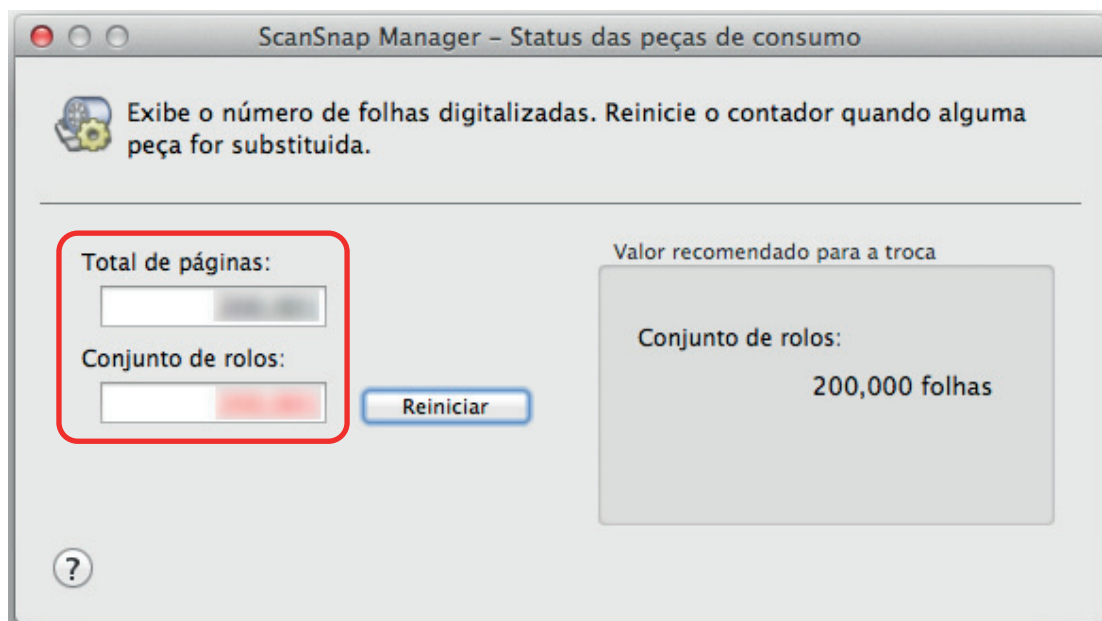 ScanSnap Manager – Status das peças de consumo
Exibe o número de folhas digitalizadas. Reinicie o contador quando alguma
peça for substituida.
Total de páginas:
Conjunto de rolos:
Reiniciar
Valor recomendado para a troca
Conjunto de rolos:
200,000 folhas
?